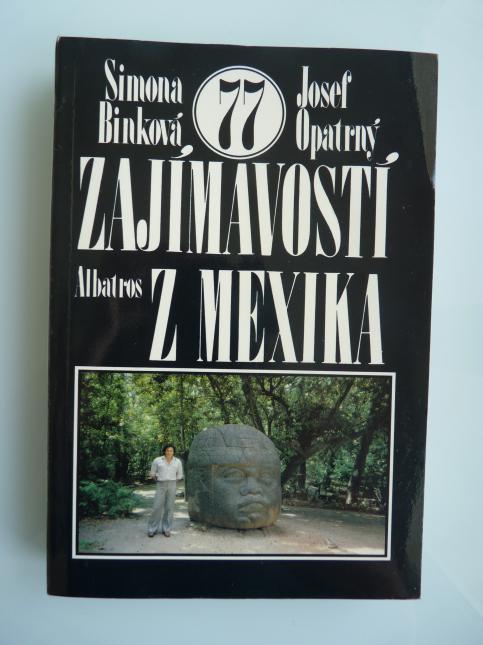 Simona Binková
77
Josef Opatrný
ZAJÍMAVOSTÍ
Albatros
Z MEXIKA